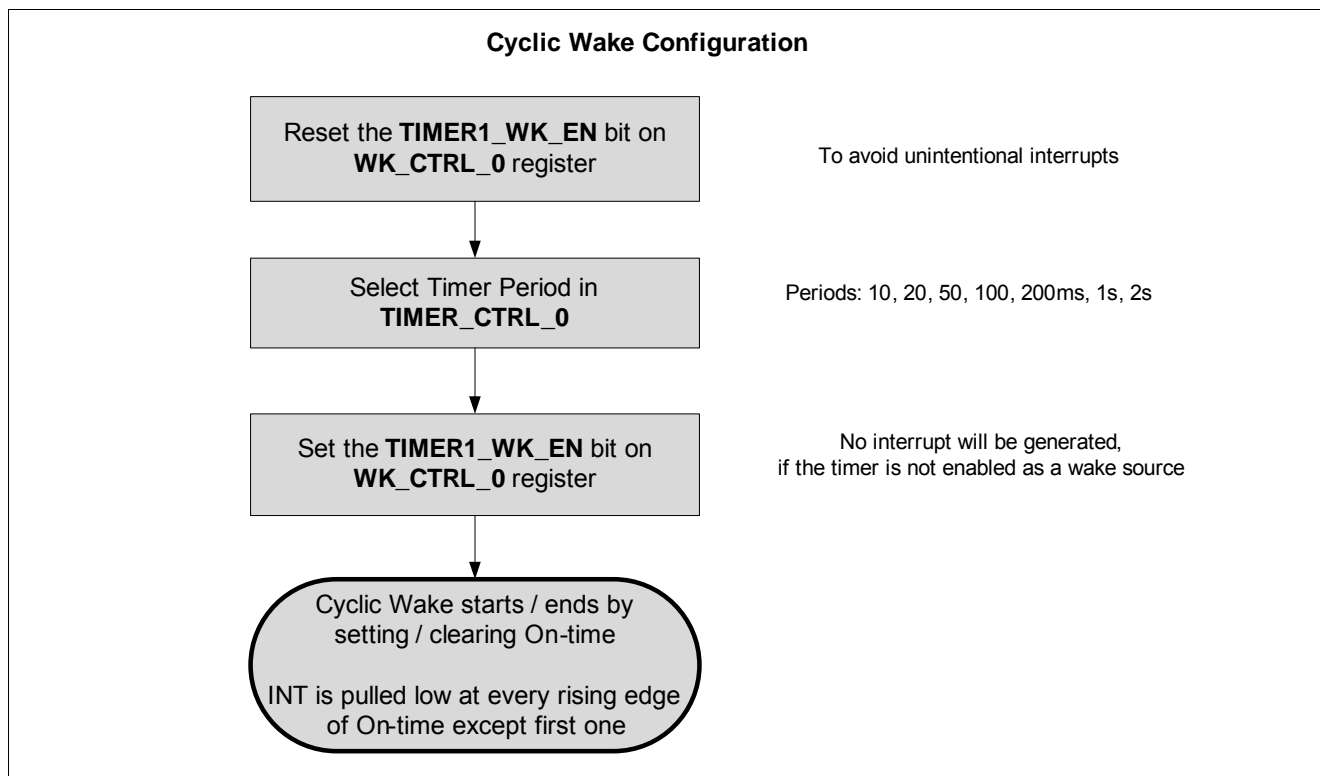 Cyclic Wake Configuration
Reset the TIMER1_WK_EN bit on
WK_CTRL_0 register
To avoid unintentional interrupts
Select Timer Period in
TIMER_CTRL_0
Periods: 10, 20, 50, 100, 200ms, 1s, 2s
Set the TIMER1_WK_EN bit on
WK_CTRL_0 register
No interrupt will be generated,
if the timer is not enabled as a wake source
Cyclic Wake starts / ends by
setting / clearing On-time
INT is pulled low at every rising edge
of On-time except first one